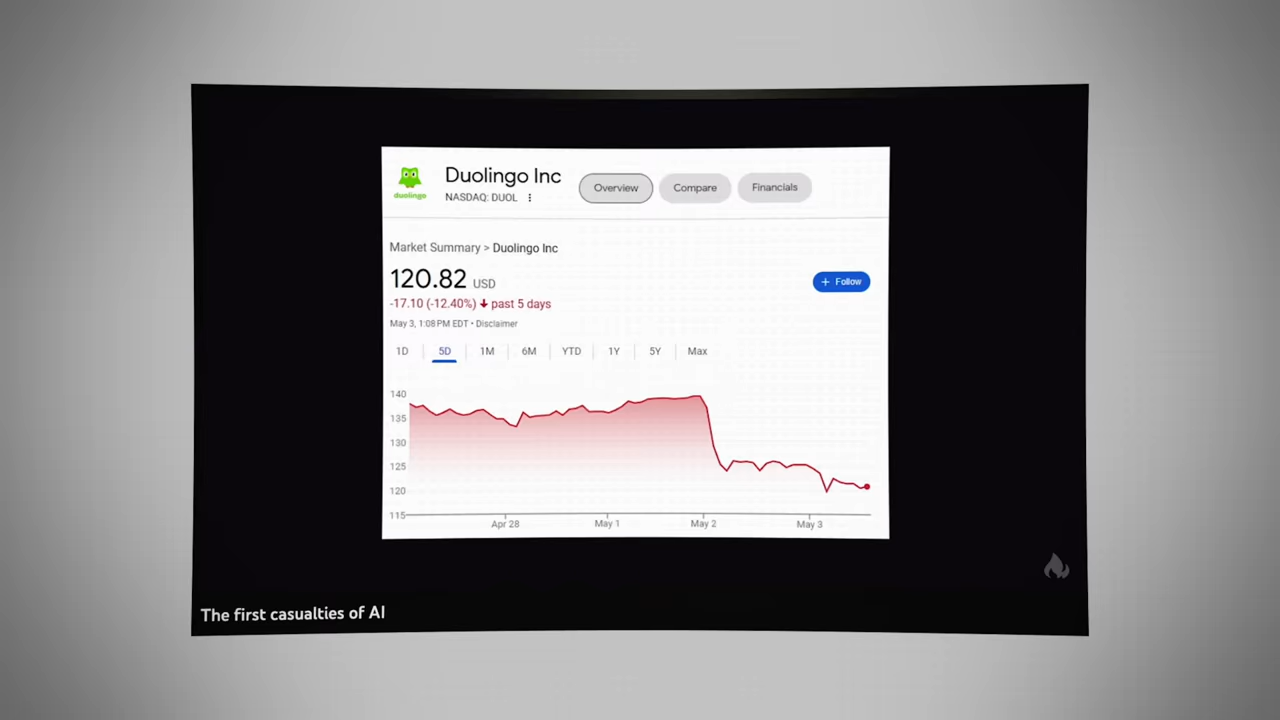 Duolingo Inc
duolingo
NASDAQ: DUOL
Overview
Compare
Financials
Market Summary > Duolingo Inc
120.82 USD
+ Follow
-17.10 (-12.40%) ↓ past 5 days
May 3, 1:08 PM EDT • Disclaimer
1D 5D 1M 6M YTD 1Y 5Y Max
140
135
130
125
120
115
Apr 28 May 1 May 2 May 3
The first casualties of AI